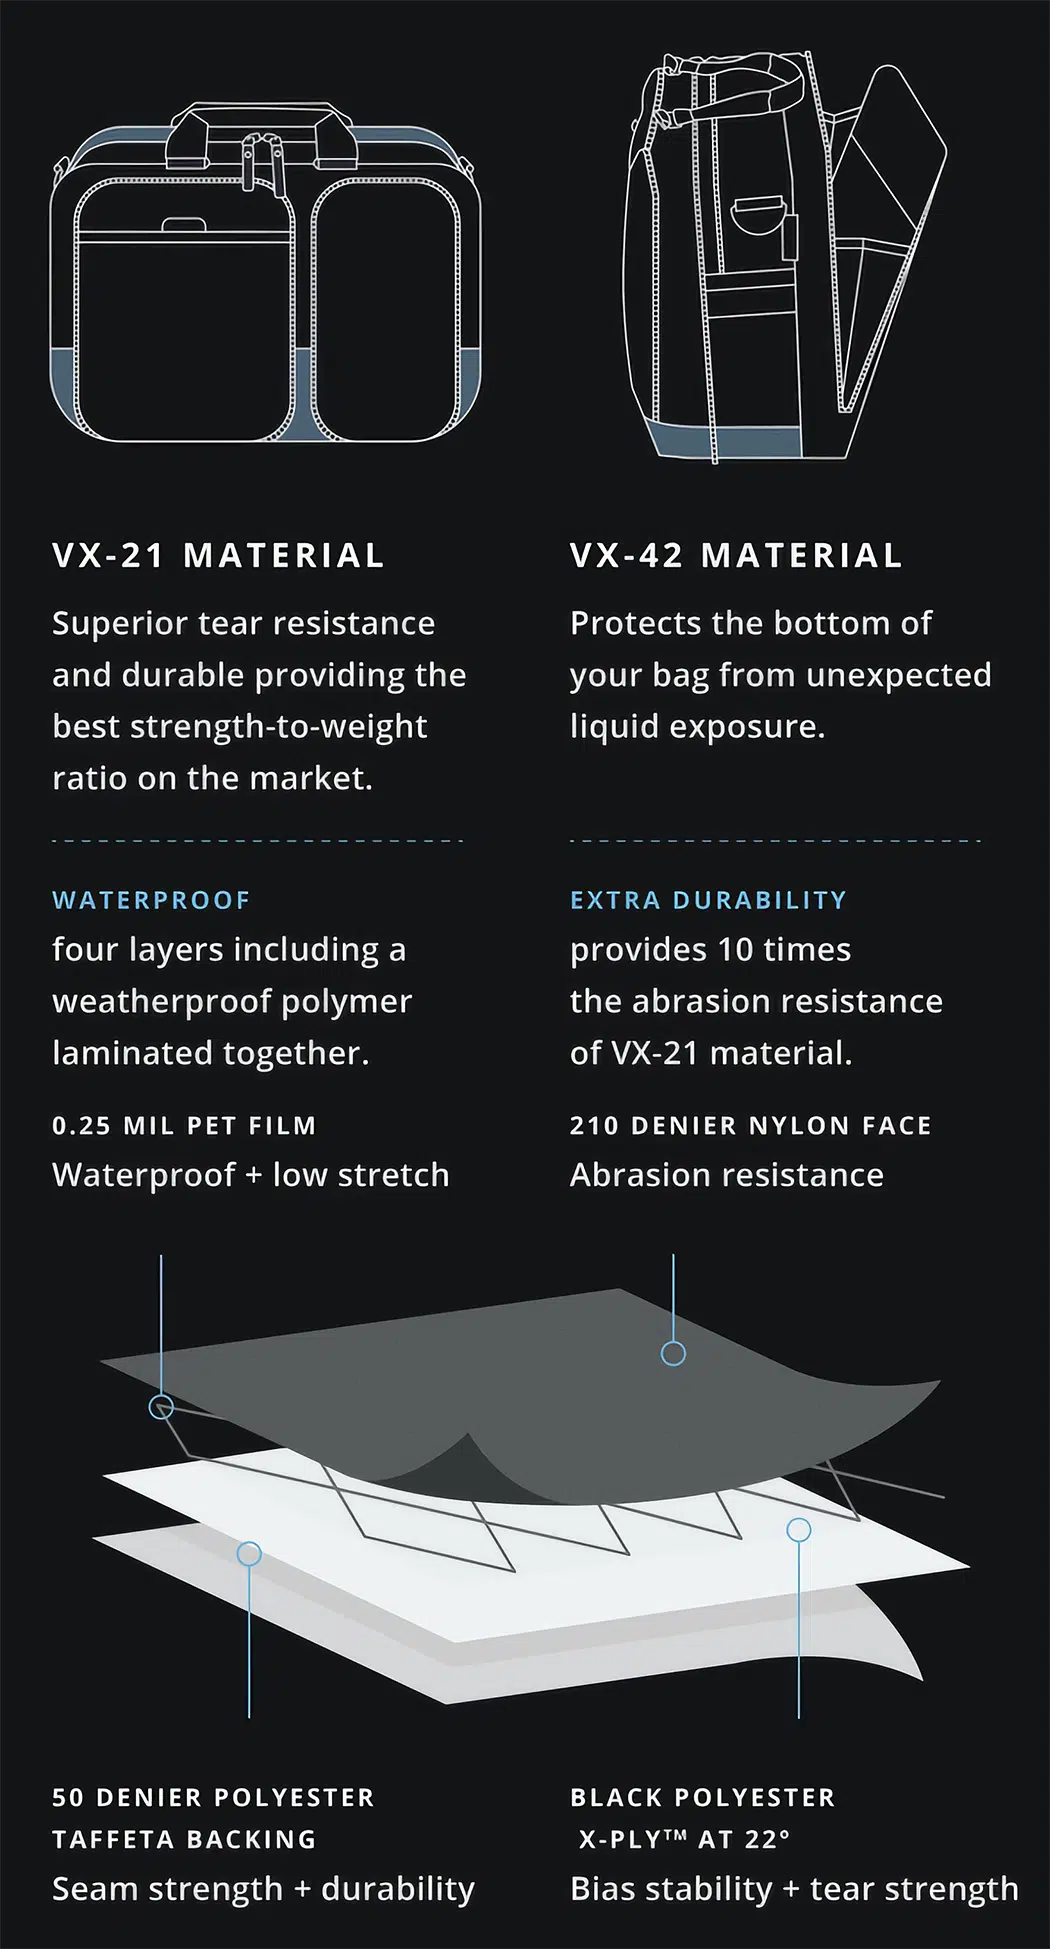 VX-21 MATERIAL
Superior tear resistance
and durable providing the
best strength-to-weight
ratio on the market.
WATERPROOF
four layers including a
weatherproof polymer
laminated together.
0.25 MIL PET FILM
Waterproof + low stretch
VX-42 MATERIAL
Protects the bottom of
your bag from unexpected
liquid exposure.
EXTRA DURABILITY
provides 10 times
the abrasion resistance
of VX-21 material.
210 DENIER NYLON FACE
Abrasion resistance
50 DENIER POLYESTER
TAFFETA BACKING
Seam strength + durability
BLACK POLYESTER
X-PLY™ AT 22°
Bias stability + tear strength